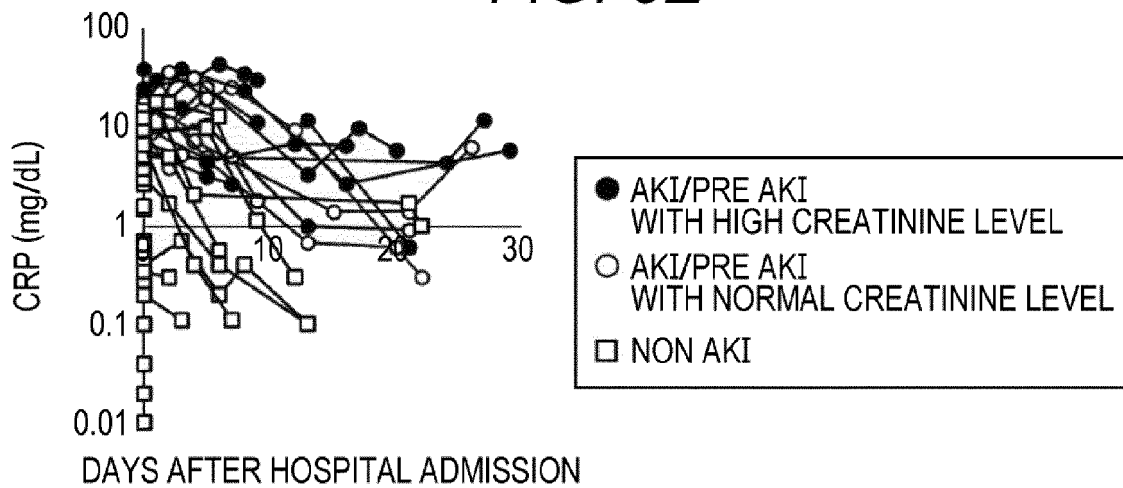 100
10
1
0.1
0.01
CRP (mg/dL)
10
20
30
DAYS AFTER HOSPITAL ADMISSION
AKI/PRE AKI
WITH HIGH CREATININE LEVEL
AKI/PRE AKI
WITH NORMAL CREATININE LEVEL
NON AKI